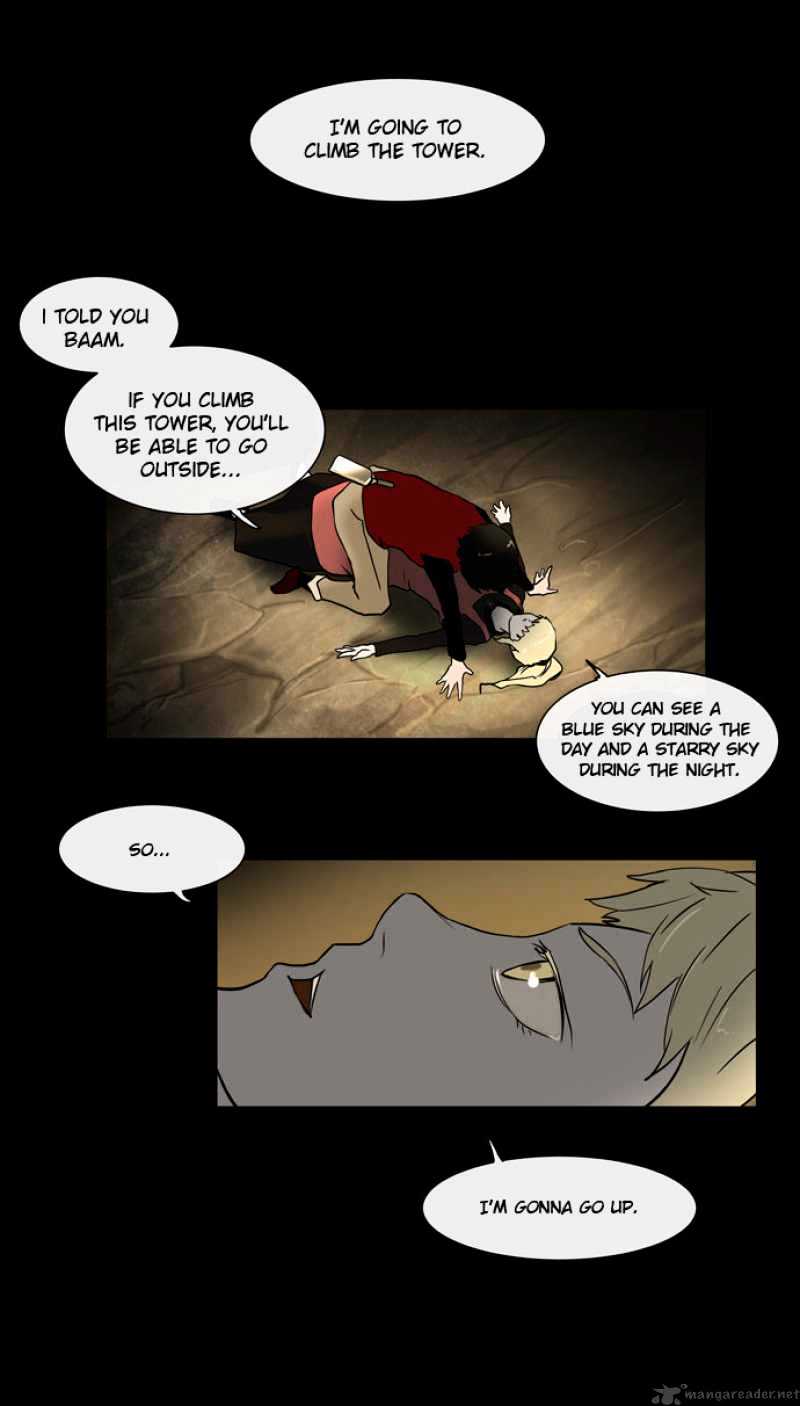 I'M GOING TO
CLIMB THE TOWER.
I TOLD YOU
BAAM.
IF YOU CLIMB
THIS TOWER, YOU'LL
BE ABLE TO GO
OUTSIDE...
YOU CAN SEE A
BLUE SKY DURING THE
DAY AND A STARRY SKY
DURING THE NIGHT.
SO...
I'M GONNA GO UP.
mangareader.net